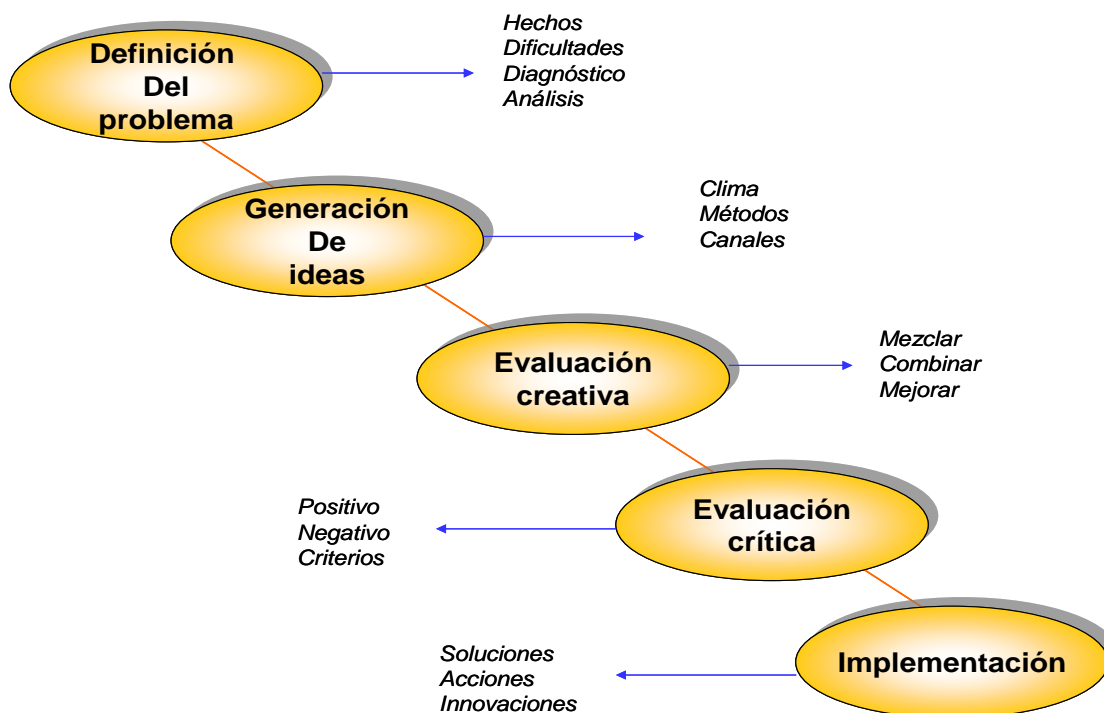 Definición
Del
problema
Hechos
Dificultades
Diagnóstico
Análisis
Generación
De
ideas
Clima
Métodos
Canales
Evaluación
creativa
Mezclar
Combinar
Mejorar
Evaluación
crítica
Positivo
Negativo
Criterios
Implementación
Soluciones
Acciones
Innovaciones